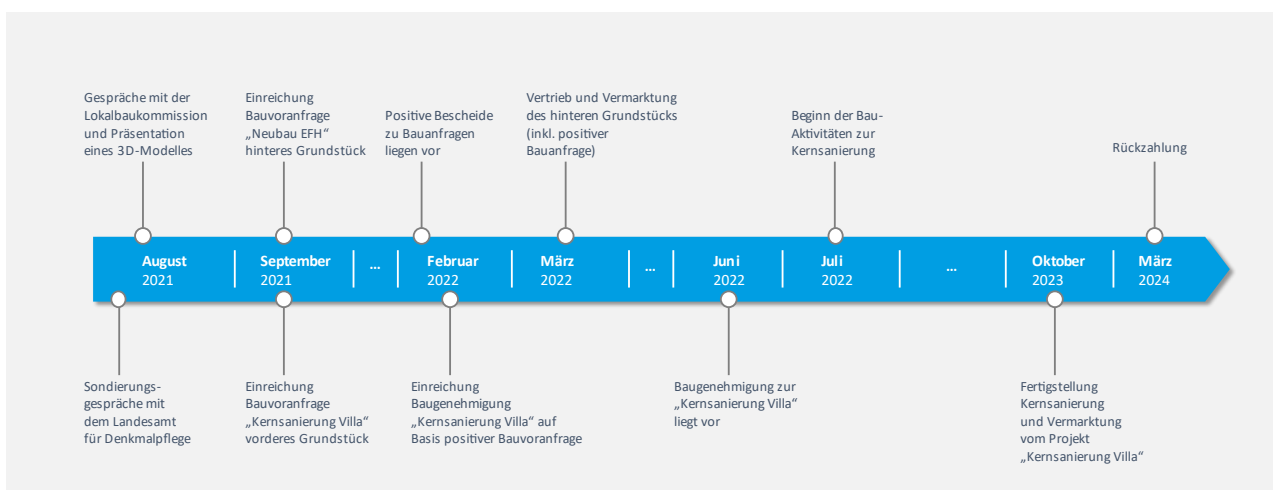 Gespräche mit der
Lokalbaukommission
und Präsentation
eines 3D-Modelles
Einreichung
Bauvoranfrage
„Neubau EFH“
hinteres Grundstück
Positive Bescheide
zu Bauanfragen
liegen vor
Vertrieb und Vermarktung
des hinteren Grundstücks
(inkl. positiver
Bauanfrage)
Beginn der Bau-
Aktivitäten zur
Kernsanierung
Rückzahlung
August
2021
September
2021
...
Februar
2022
März
2022
...
Juni
2022
Juli
2022
...
Oktober
2023
März
2024
Sondierungs-
gespräche mit
dem Landesamt
für Denkmalpflege
Einreichung
Bauvoranfrage
„Kernsanierung Villa“
vorderes Grundstück
Einreichung
Baugenehmigung
„Kernsanierung Villa“ auf
Basis positiver Bauvoranfrage
Baugenehmigung zur
„Kernsanierung Villa“
liegt vor
Fertigstellung
Kernsanierung
und Vermarktung
vom Projekt
„Kernsanierung Villa“